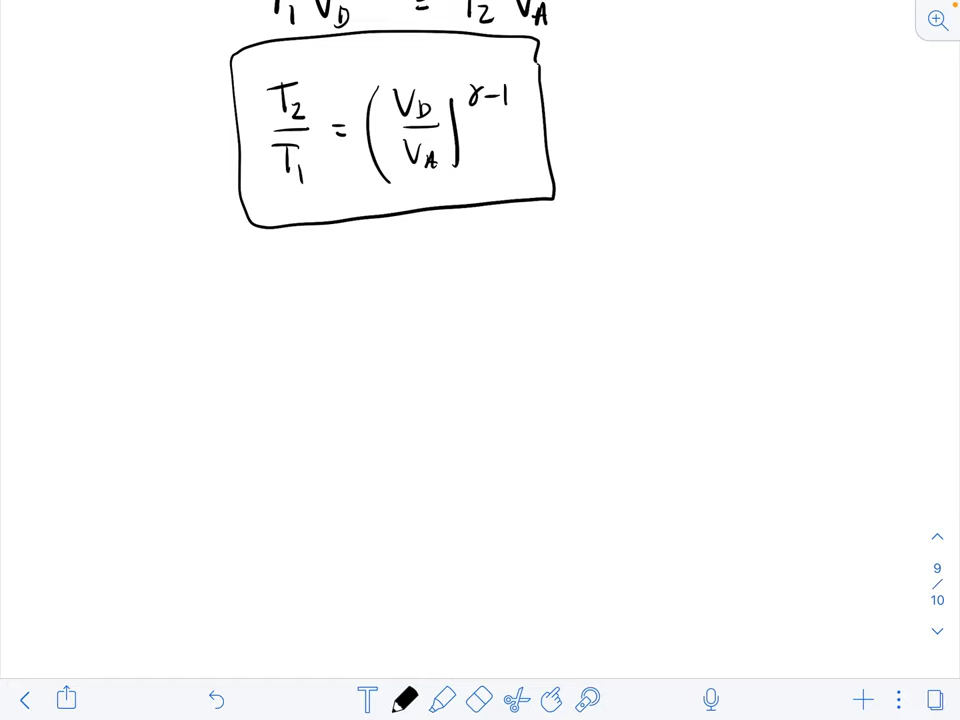 T₁ V_D = T₂ V_A
T₂/T₁ = (V_D/V_A)^γ-1
9
/
10
T